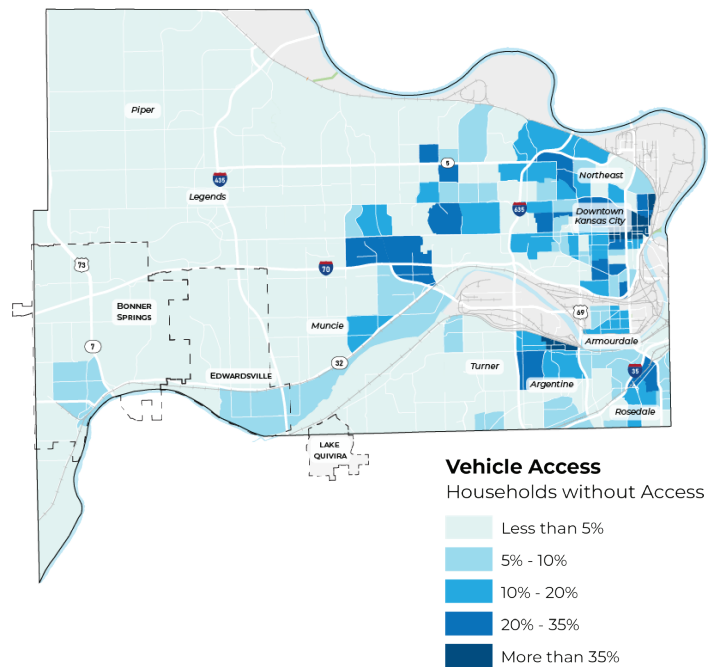 Piper
5
Northeast
435
Legends
635
Downtown
Kansas City
73
70
BONNER
SPRINGS
69
Muncie
7
32
Armourdale
EDWARDSVILLE
Turner
35
Argentine
Rosedale
LAKE
QUIVIRA
Vehicle Access
Households without Access
Less than 5%
5% - 10%
10% - 20%
20% - 35%
More than 35%